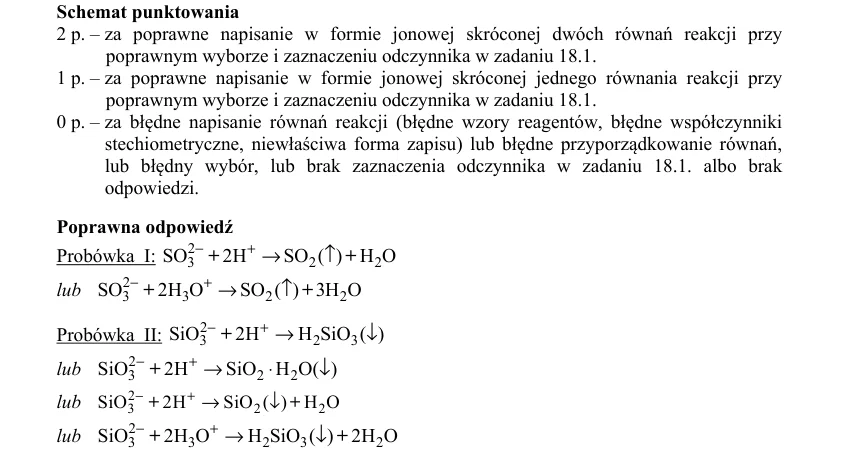 Schemat punktowania
2 p. – za poprawne napisanie w formie jonowej skróconej dwóch równań reakcji przy
poprawnym wyborze i zaznaczeniu odczynnika w zadaniu 18.1.
1 p. – za poprawne napisanie w formie jonowej skróconej jednego równania reakcji przy
poprawnym wyborze i zaznaczeniu odczynnika w zadaniu 18.1.
0 p. – za błędne napisanie równań reakcji (błędne wzory reagentów, błędne współczynniki
stechiometryczne, niewłaściwa forma zapisu) lub błędne przyporządkowanie równań,
lub błędny wybór, lub brak zaznaczenia odczynnika w zadaniu 18.1. albo brak
odpowiedzi.
Poprawna odpowiedź
Probówka I: SO₃²⁻ + 2H⁺ → SO₂(↑) + H₂O
lub SO₃²⁻ + 2H₃O⁺ → SO₂(↑) + 3H₂O
Probówka II: SiO₃²⁻ + 2H⁺ → H₂SiO₃(↓)
lub SiO₃²⁻ + 2H⁺ → SiO₂ · H₂O(↓)
lub SiO₃²⁻ + 2H⁺ → SiO₂(↓) + H₂O
lub SiO₃²⁻ + 2H₃O⁺ → H₂SiO₃(↓) + 2H₂O